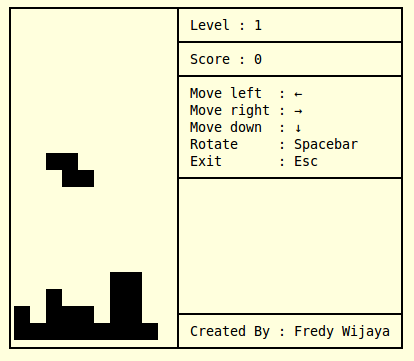 Level : 1
Score : 0
Move left  : ←
Move right : →
Move down  : ↓
Rotate     : Spacebar
Exit       : Esc
Created By : Fredy Wijaya